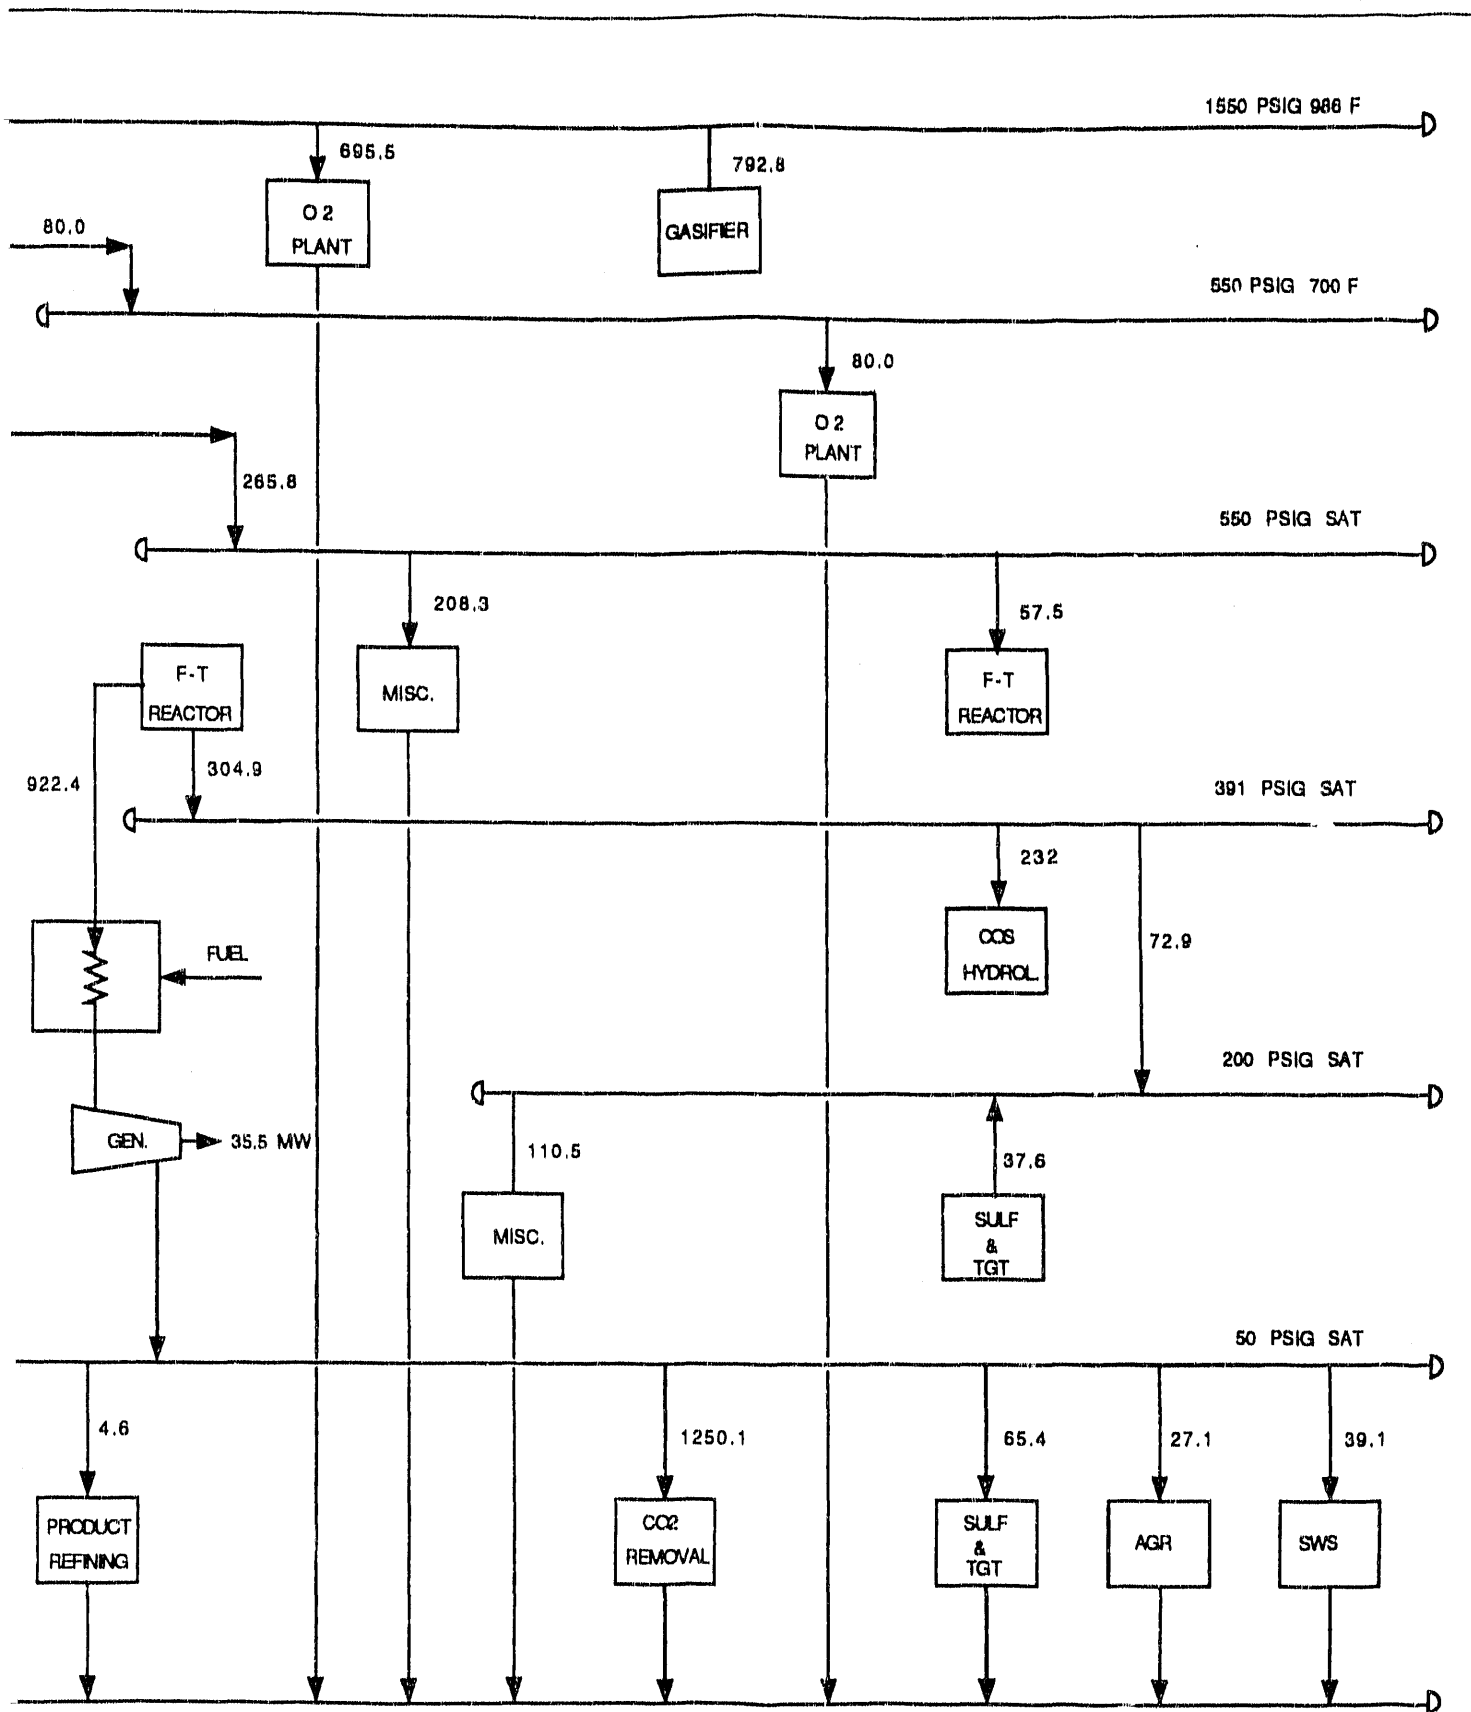 1550 PSIG 986 F
695.5
792.8
O2
PLANT
GASIFIER
80.0
550 PSIG 700 F
80.0
O2
PLANT
265.8
550 PSIG SAT
208.3
57.5
F-T
REACTOR
MISC.
F-T
REACTOR
922.4
304.9
391 PSIG SAT
232
COS
HYDROL.
72.9
FUEL
200 PSIG SAT
GEN.
35.5 MW
110.5
37.6
MISC.
SULF
&
TGT
50 PSIG SAT
4.6
1250.1
65.4
27.1
39.1
PRODUCT
REFINING
CO2
REMOVAL
SULF
&
TGT
AGR
SWS